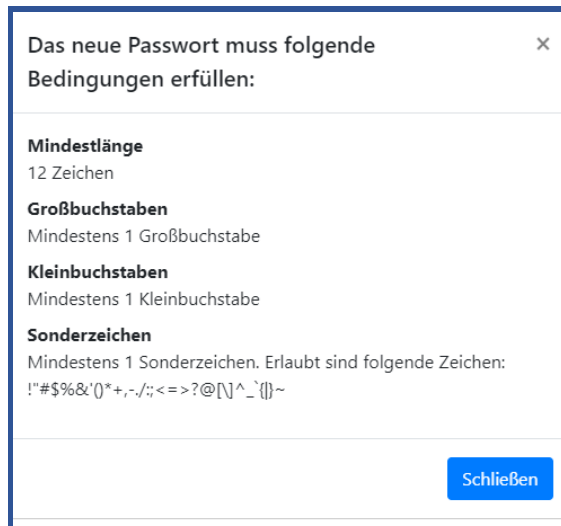 Das neue Passwort muss folgende ×
Bedingungen erfüllen:
Mindestlänge
12 Zeichen
Großbuchstaben
Mindestens 1 Großbuchstabe
Kleinbuchstaben
Mindestens 1 Kleinbuchstabe
Sonderzeichen
Mindestens 1 Sonderzeichen. Erlaubt sind folgende Zeichen:
!"#$%&'()*+,-./:;<=>?@[\]^_`{|}~
Schließen